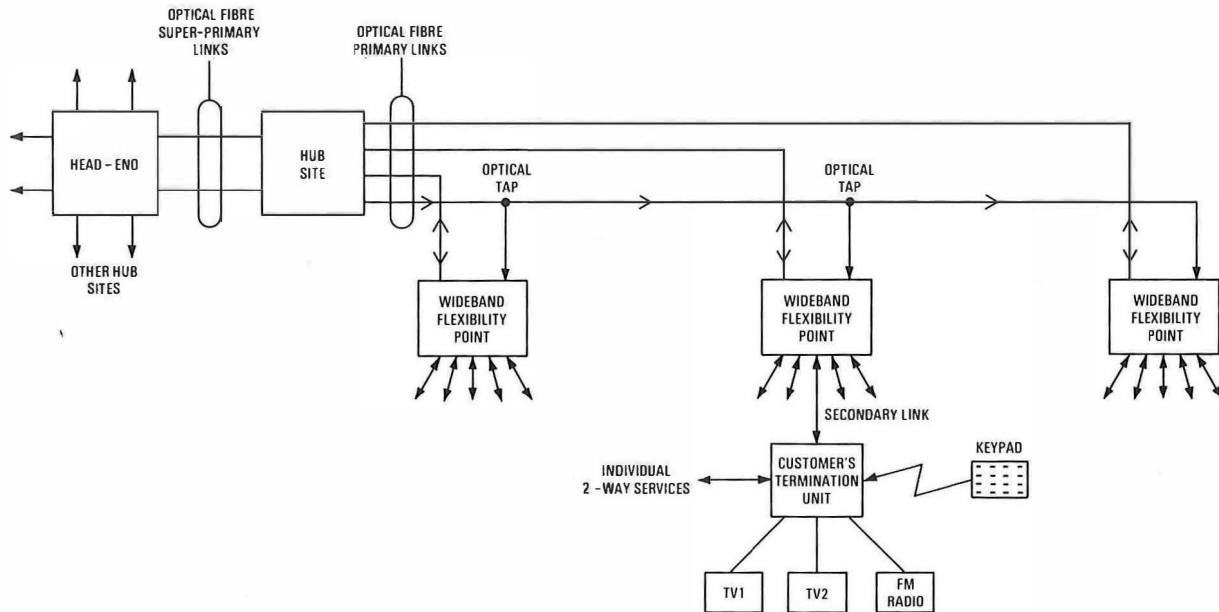 OPTICAL FIBRE
SUPER-PRIMARY
LINKS
OPTICAL FIBRE
PRIMARY LINKS
HEAD - ENO
HUB
SITE
OPTICAL
TAP
OPTICAL
TAP
OTHER HUB
SITES
WIDEBAND
FLEXIBILITY
POINT
WIDEBAND
FLEXIBILITY
POINT
WIDEBAND
FLEXIBILITY
POINT
SECONDARY LINK
INDIVIDUAL
2 -WAY SERVICES
CUSTOMER'S
TERMINATION
UNIT
KEYPAD
TV1
TV2
FM
RADIO